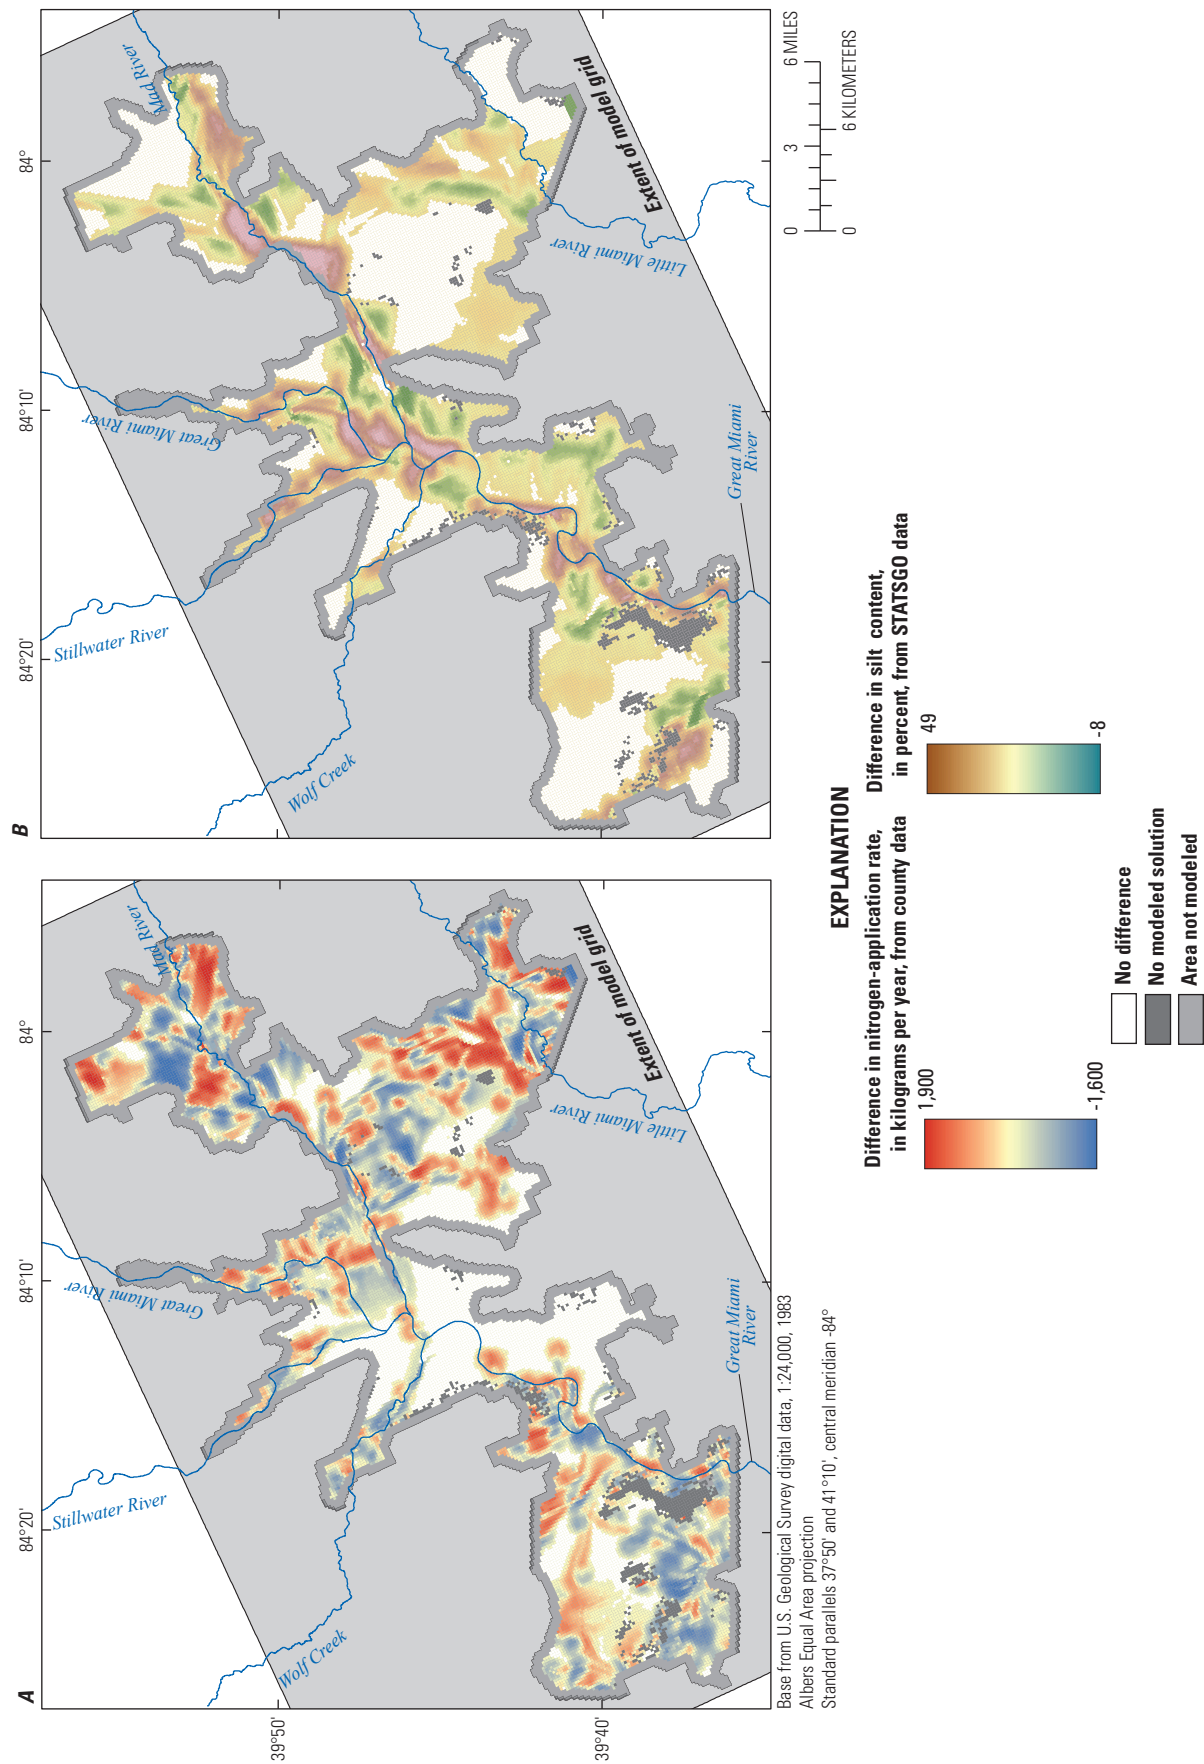 A
84°20'
84°10'
84°
39°50'
39°40'
Stillwater River
Great Miami River
Mad River
Wolf Creek
Little Miami River
Great Miami
River
Extent of model grid
Base from U.S. Geological Survey digital data, 1:24,000, 1983
Albers Equal Area projection
Standard parallels 37°50' and 41°10', central meridian -84°
B
84°20'
84°10'
84°
Stillwater River
Great Miami River
Mad River
Wolf Creek
Little Miami River
Great Miami
River
Extent of model grid
0 3 6 MILES
0 6 KILOMETERS
EXPLANATION
Difference in nitrogen-application rate,
in kilograms per year, from county data
1,900
-1,600
Difference in silt content,
in percent, from STATSGO data
49
-8
No difference
No modeled solution
Area not modeled